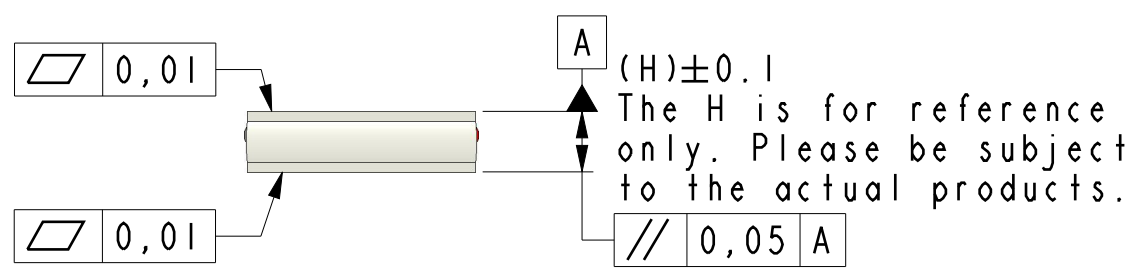 A
0,01
(H)±0.1
The H is for reference
only. Please be subject
to the actual products.
0,01
// 0,05 A